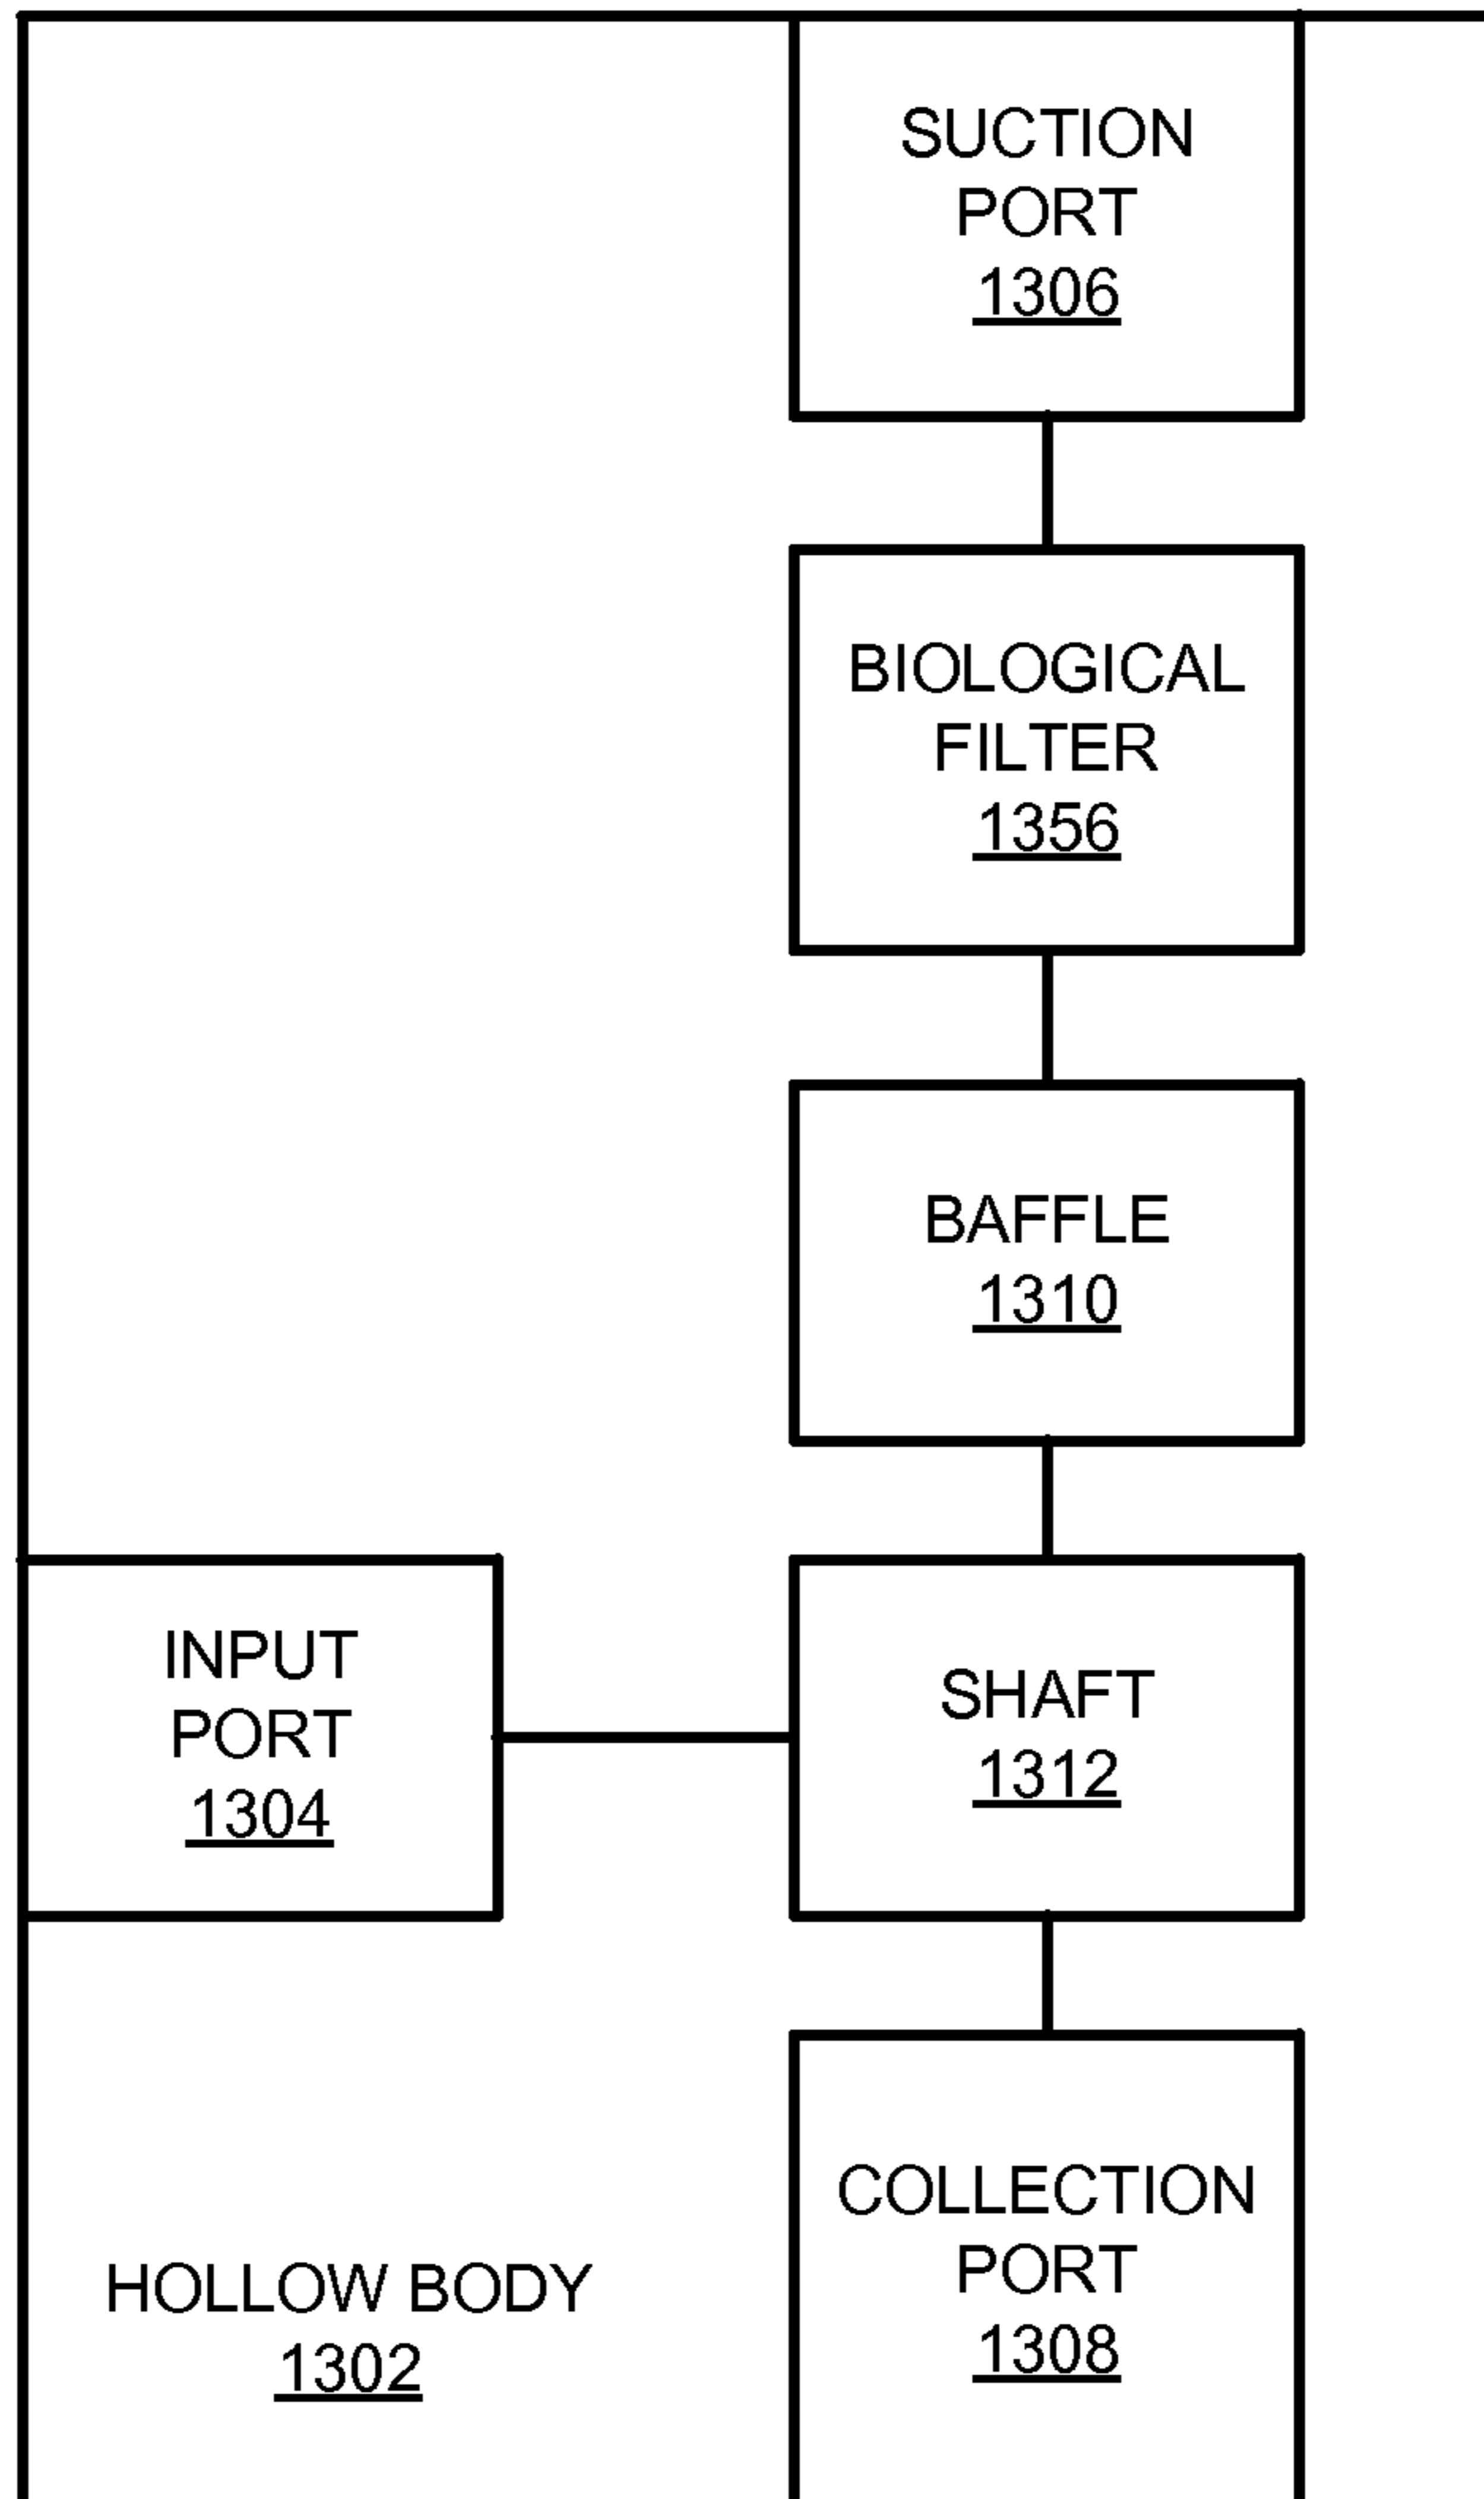 SUCTION
PORT
1306
BIOLOGICAL
FILTER
1356
BAFFLE
1310
INPUT
PORT
1304
SHAFT
1312
COLLECTION
PORT
1308
HOLLOW BODY
1302